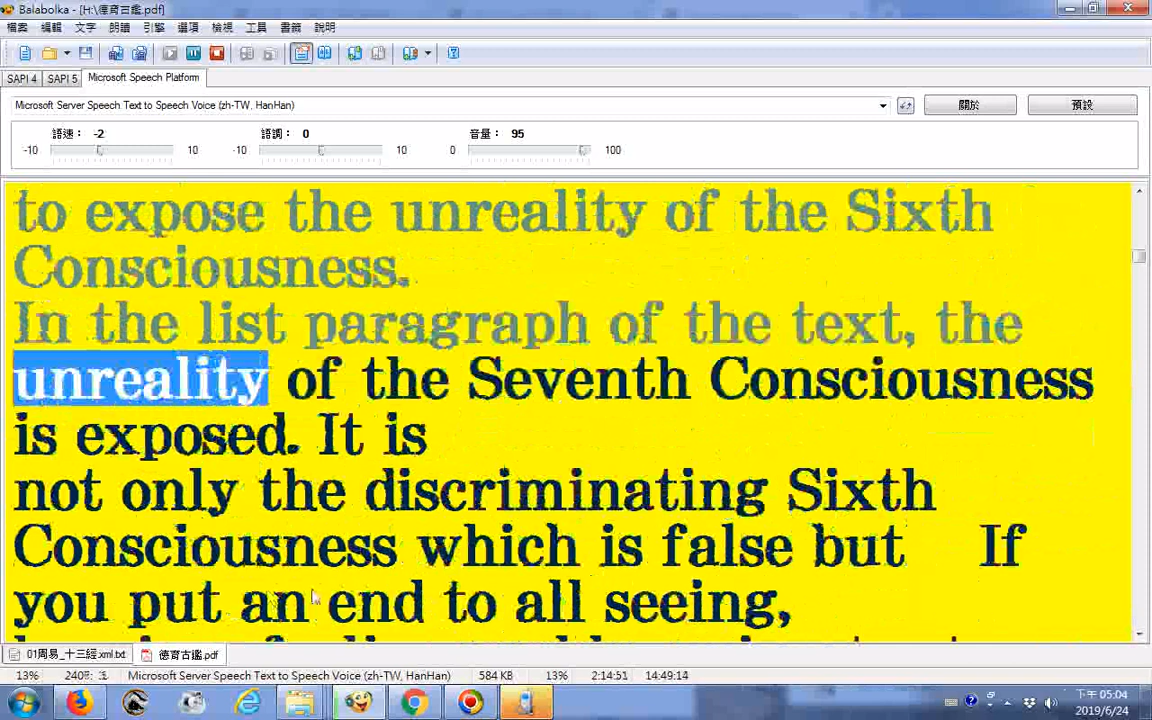 Balabolka - [H:\德育古鑑.pdf]
檔案 編輯 文字 朗讀 引擎 選項 檢視 工具 書籤 說明
SAPI 4 SAPI 5 Microsoft Speech Platform
Microsoft Server Speech Text to Speech Voice (zh-TW, HanHan) 關於 預設
語速： -2 語調： 0 音量： 95
-10 10 -10 10 0 100
to expose the unreality of the Sixth
Consciousness.
In the list paragraph of the text, the
unreality of the Seventh Consciousness
is exposed. It is
not only the discriminating Sixth
Consciousness which is false but If
you put an end to all seeing,
01周易_十三經.xml.txt 德育古鑑.pdf
13% Microsoft Server Speech Text to Speech Voice (zh-TW, HanHan) 584 KB 13% 2:14:51 14:49:14
下午 05:04
2019/6/24